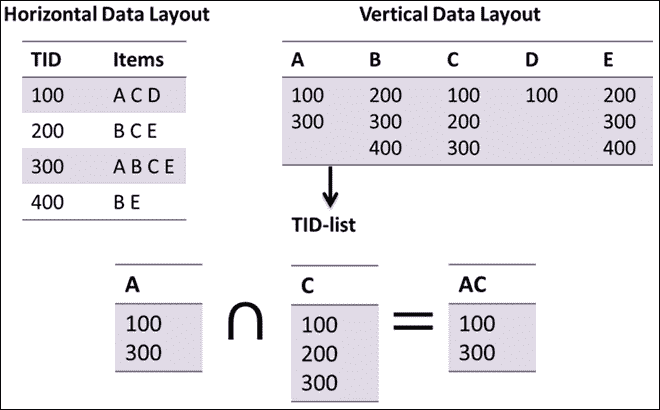 Horizontal Data Layout
TID Items
100 A C D
200 B C E
300 A B C E
400 B E
Vertical Data Layout
A B C D E
100 200 100 100 200
300 300 200 300
400 300 400
TID-list
A
100
300
∩
C
100
200
300
=
AC
100
300